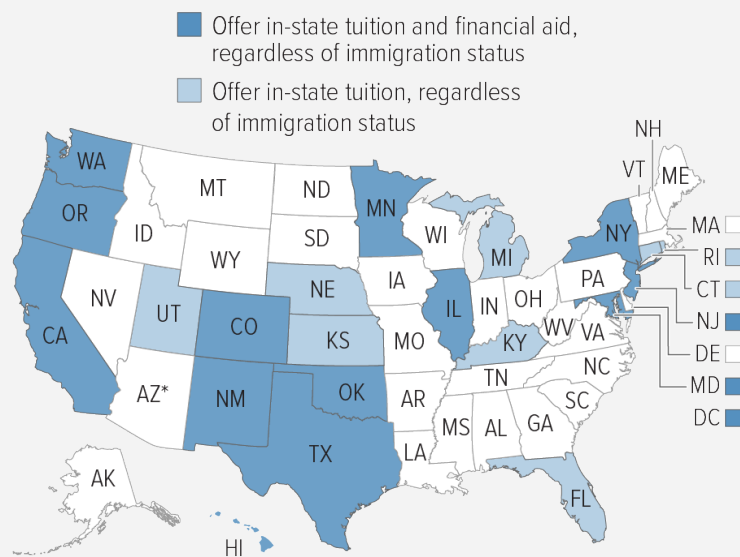 Offer in-state tuition and financial aid,
regardless of immigration status
Offer in-state tuition, regardless
of immigration status
NH
VT
ME
WA
MT
ND
MN
OR
ID
SD
WI
NY
MA
WY
MI
RI
IA
PA
CT
NV
NE
IL
IN
OH
NJ
UT
CO
KS
MO
KY
WV
VA
DE
CA
AZ*
NM
OK
AR
TN
NC
MD
SC
DC
MS
AL
GA
TX
LA
AK
FL
HI